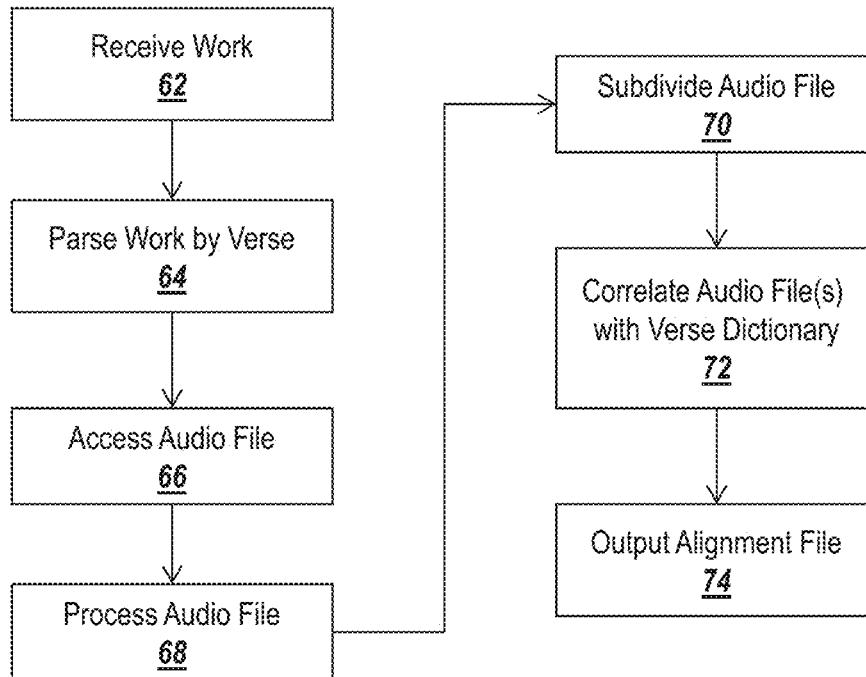 Receive Work
62
Parse Work by Verse
64
Access Audio File
66
Process Audio File
68
Subdivide Audio File
70
Correlate Audio File(s)
with Verse Dictionary
72
Output Alignment File
74